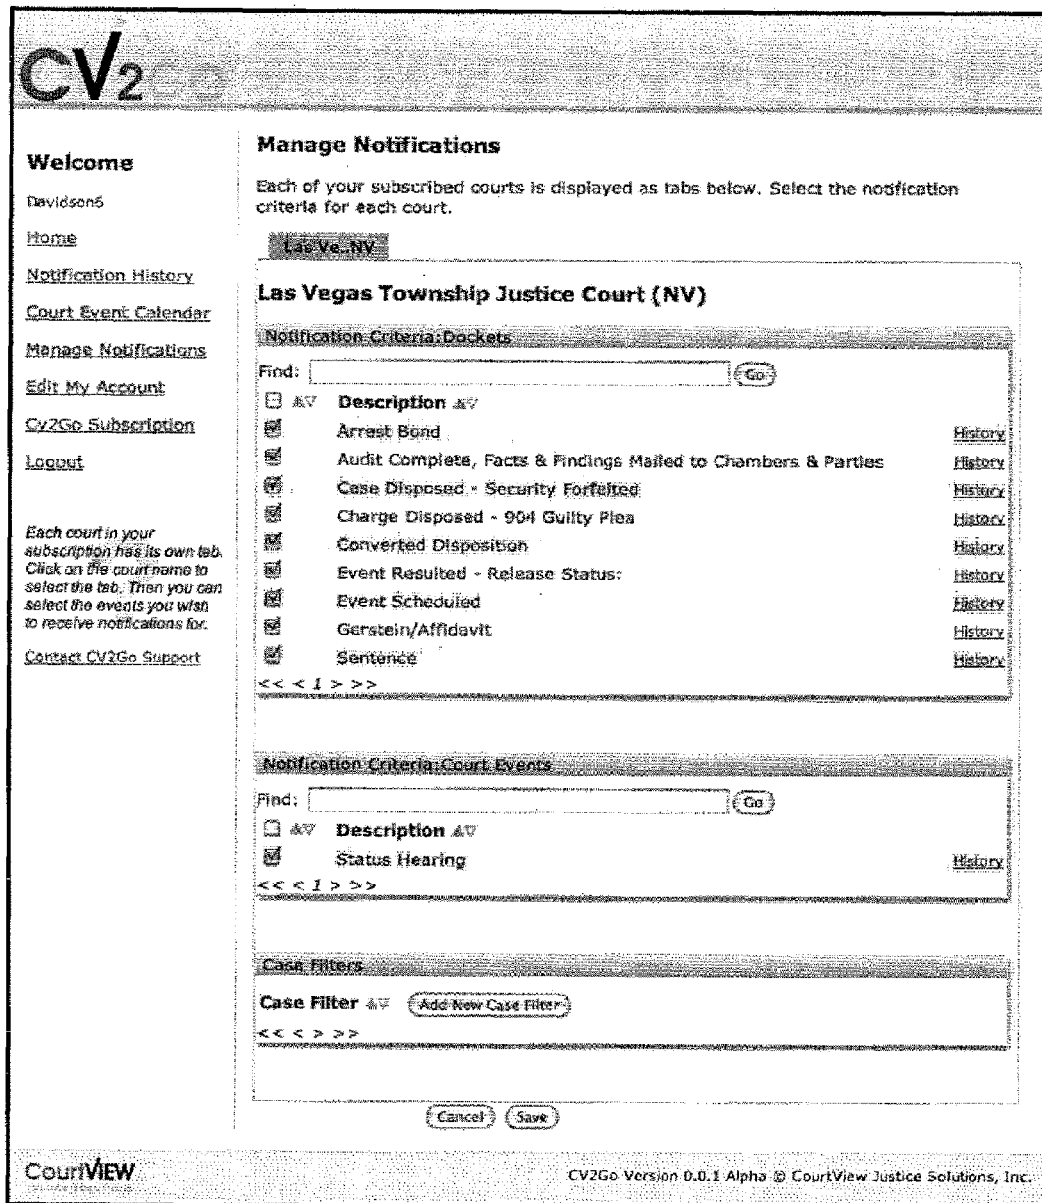 CV2Go
Welcome
Davidson6
Home
Notification History
Court Event Calendar
Manage Notifications
Edit My Account
Cv2Go Subscription
Logout
Each court in your
subscription has its own tab.
Click on the court name to
select the tab. Then you can
select the events you wish
to receive notifications for.
Contact CV2Go Support
Manage Notifications
Each of your subscribed courts is displayed as tabs below. Select the notification
criteria for each court.
Las Ve..NV
Las Vegas Township Justice Court (NV)
Notification Criteria:Dockets
Find: Go
Description
Arrest Bond History
Audit Complete, Facts & Findings Mailed to Chambers & Parties History
Case Disposed - Security Forfeited History
Charge Disposed - 904 Guilty Plea History
Converted Disposition History
Event Resulted - Release Status: History
Event Scheduled History
Gerstein/Affidavit History
Sentence History
<< < 1 > >>
Notification Criteria:Court Events
Find: Go
Description
Status Hearing History
<< < 1 > >>
Case Filters
Case Filter Add New Case Filter
<< < > >>
Cancel Save
CourtVIEW
CV2Go Version 0.0.1 Alpha © CourtView Justice Solutions, Inc.